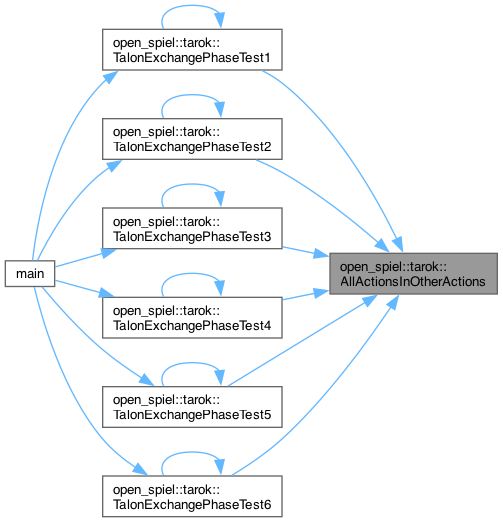 open_spiel::tarok::
TalonExchangePhaseTest1
open_spiel::tarok::
TalonExchangePhaseTest2
open_spiel::tarok::
TalonExchangePhaseTest3
main
open_spiel::tarok::
AllActionsInOtherActions
open_spiel::tarok::
TalonExchangePhaseTest4
open_spiel::tarok::
TalonExchangePhaseTest5
open_spiel::tarok::
TalonExchangePhaseTest6